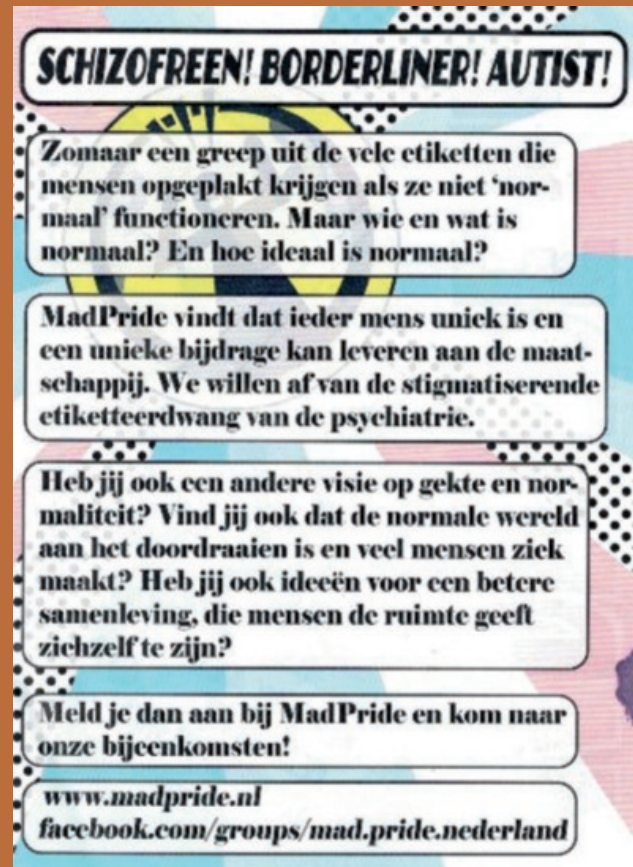 SCHIZOFREEN! BORDERLINER! AUTIST!
Zomaar een greep uit de vele etiketten die
mensen opgeplakt krijgen als ze niet ‘nor-
maal’ functioneren. Maar wie en wat is
normaal? En hoe ideaal is normaal?
MadPride vindt dat ieder mens uniek is en
een unieke bijdrage kan leveren aan de maat-
schappij. We willen af van de stigmatiserende
etiketteerdwang van de psychiatrie.
Heb jij ook een andere visie op gekte en nor-
maliteit? Vind jij ook dat de normale wereld
aan het doordraaien is en veel mensen ziek
maakt? Heb jij ook ideeën voor een betere
samenleving, die mensen de ruimte geeft
zichzelf te zijn?
Meld je dan aan bij MadPride en kom naar
onze bijeenkomsten!
www.madpride.nl
facebook.com/groups/mad.pride.nederland